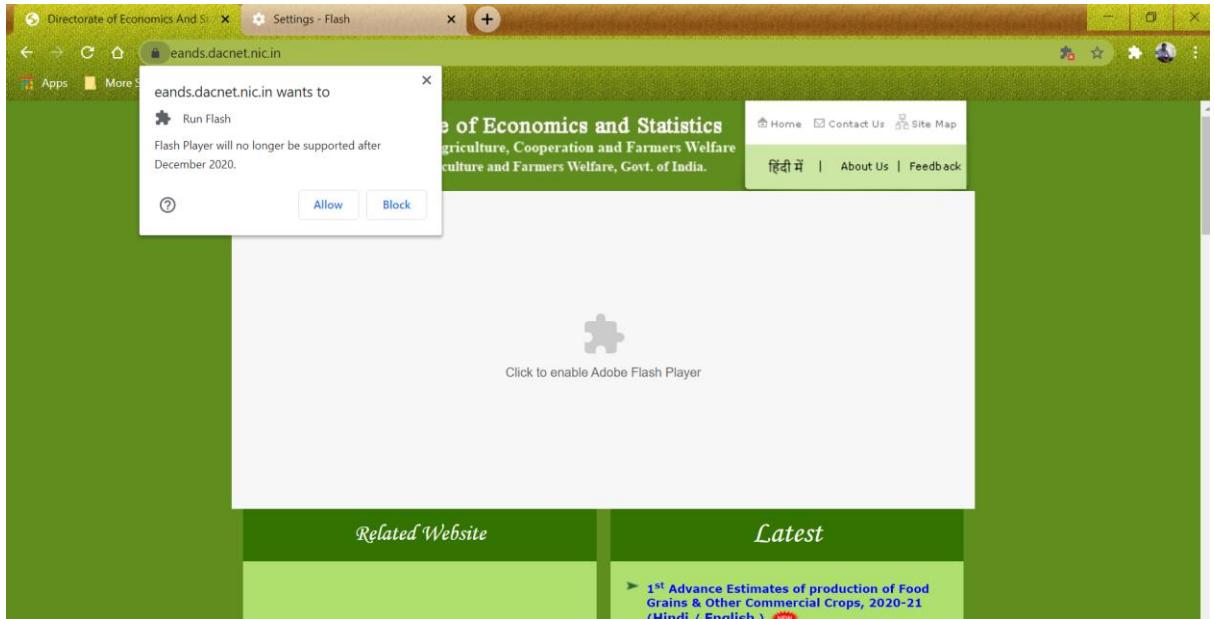 Directorate of Economics And St
Settings - Flash
eands.dacnet.nic.in
Apps
More S
eands.dacnet.nic.in wants to
Run Flash
Flash Player will no longer be supported after
December 2020.
Allow
Block
e of Economics and Statistics
griculture, Cooperation and Farmers Welfare
culture and Farmers Welfare, Govt. of India.
Home Contact Us Site Map
हिंदी में | About Us | Feedback
Click to enable Adobe Flash Player
Related Website
Latest
1st Advance Estimates of production of Food
Grains & Other Commercial Crops, 2020-21
(Hindi / English ) NEW